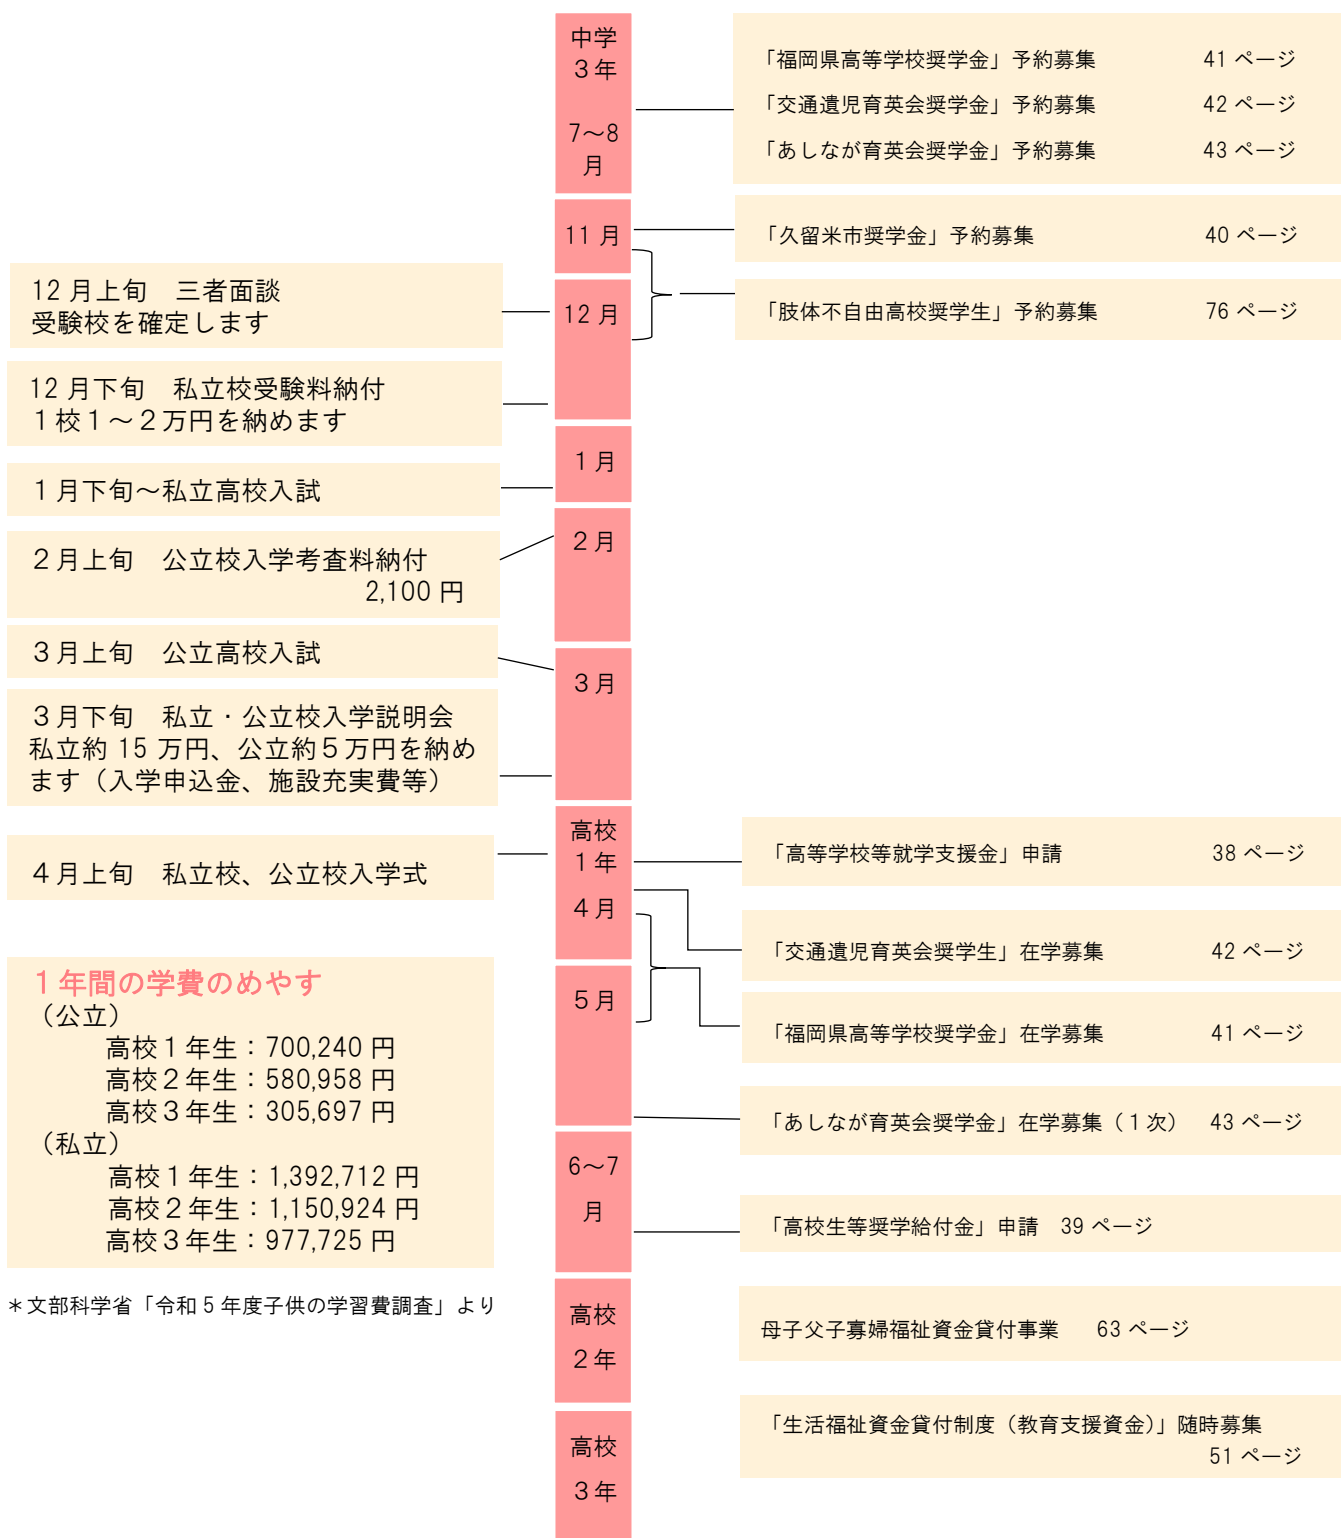 中学
３年
7～8
月
「福岡県高等学校奨学金」予約募集 41 ページ
「交通遺児育英会奨学金」予約募集 42 ページ
「あしなが育英会奨学金」予約募集 43 ページ
11 月
「久留米市奨学金」予約募集 40 ページ
12 月上旬　三者面談
受験校を確定します
12 月
「肢体不自由高校奨学生」予約募集 76 ページ
12 月下旬　私立校受験料納付
１校１～２万円を納めます
１月
１月下旬～私立高校入試
２月
２月上旬　公立校入学考査料納付
2,100 円
３月上旬　公立高校入試
３月
３月下旬　私立・公立校入学説明会
私立約 15 万円、公立約５万円を納め
ます（入学申込金、施設充実費等）
高校
１年
４月
４月上旬　私立校、公立校入学式
「高等学校等就学支援金」申請 38 ページ
「交通遺児育英会奨学生」在学募集 42 ページ
５月
「福岡県高等学校奨学金」在学募集 41 ページ
「あしなが育英会奨学金」在学募集（１次） 43 ページ
１年間の学費のめやす
（公立）
高校１年生：700,240 円
高校２年生：580,958 円
高校３年生：305,697 円
（私立）
高校１年生：1,392,712 円
高校２年生：1,150,924 円
高校３年生：977,725 円
＊文部科学省「令和５年度子供の学習費調査」より
6～7
月
「高校生等奨学給付金」申請　39 ページ
高校
２年
母子父子寡婦福祉資金貸付事業　63 ページ
高校
３年
「生活福祉資金貸付制度（教育支援資金）」随時募集
51 ページ